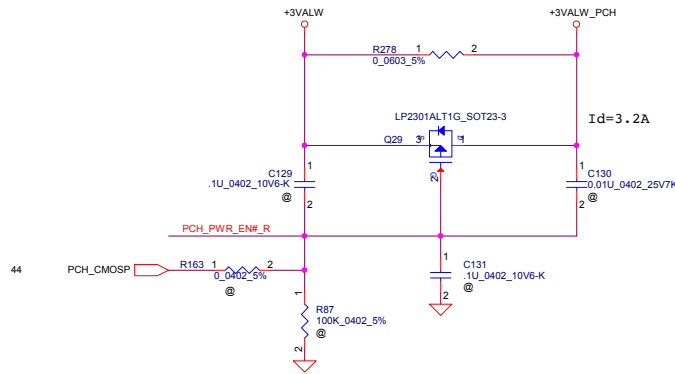 +3VALW
+3VALW_PCH
R278
1
2
0_0603_5%
LP2301ALT1G_SOT23-3
Id=3.2A
Q29
3
1
2
C129
.1U_0402_10V6-K
@
1
2
1
C130
0.01U_0402_25V7K
@
2
PCH_PWR_EN#_R
44
PCH_CMOSP
R163
1
2
0_0402_5%
@
1
C131
.1U_0402_10V6-K
@
2
1
R87
100K_0402_5%
@
2